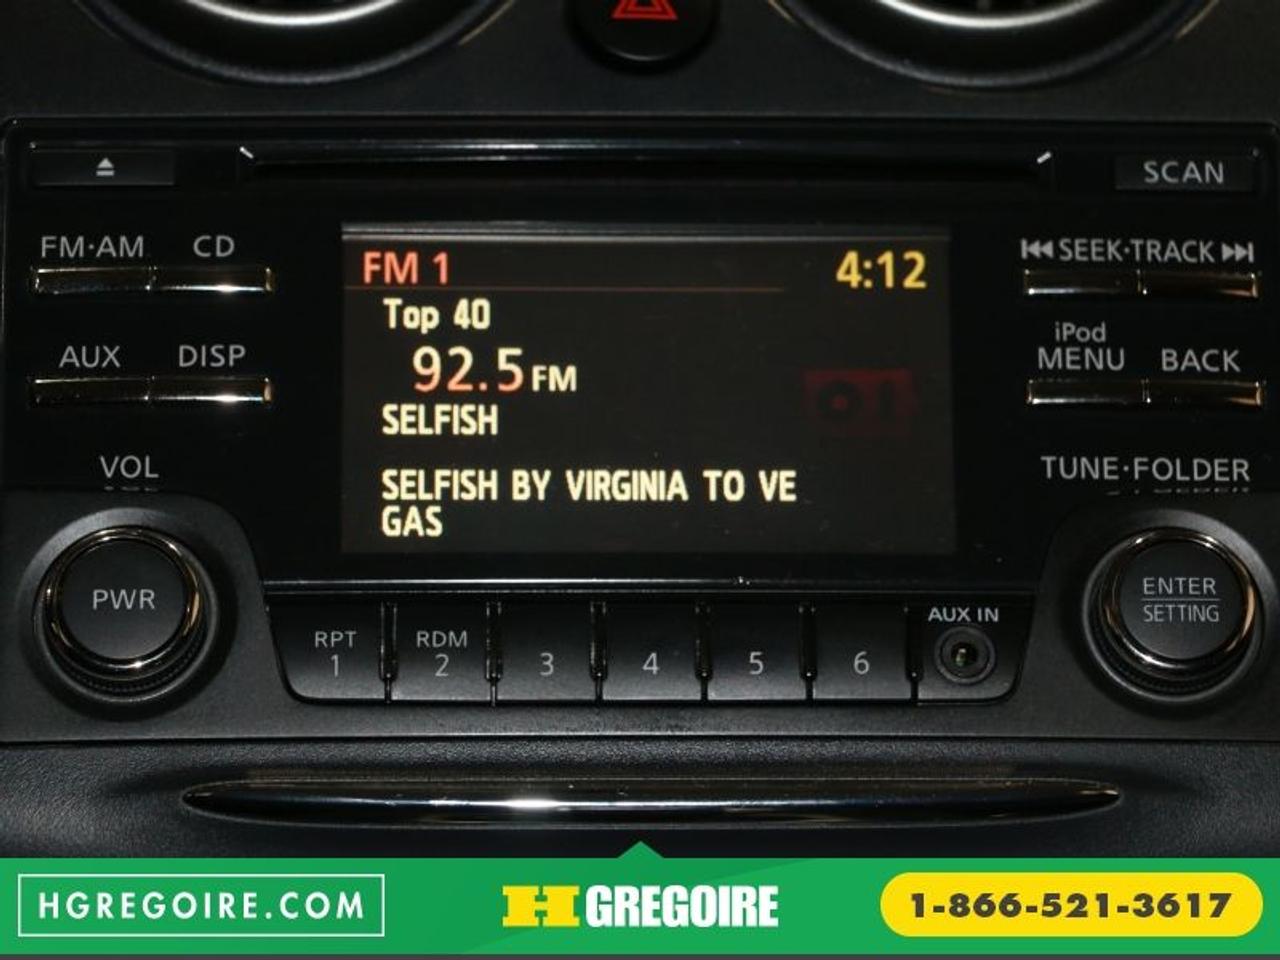 SCAN
FM·AM CD
SEEK·TRACK
FM 1 4:12
Top 40
92.5 FM
SELFISH
SELFISH BY VIRGINIA TO VE
GAS
AUX DISP
iPod
MENU BACK
VOL
TUNE·FOLDER
PWR
ENTER
SETTING
RPT
1
RDM
2
3
4
5
6
AUX IN
HGREGOIRE.COM
H GREGOIRE
1-866-521-3617